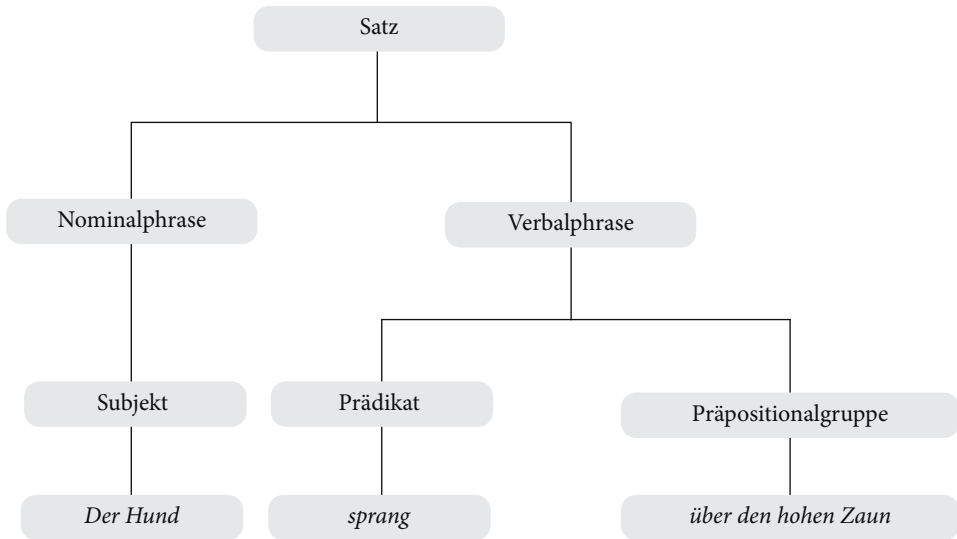 Satz
Nominalphrase
Verbalphrase
Subjekt
Prädikat
Präpositionalgruppe
Der Hund
sprang
über den hohen Zaun